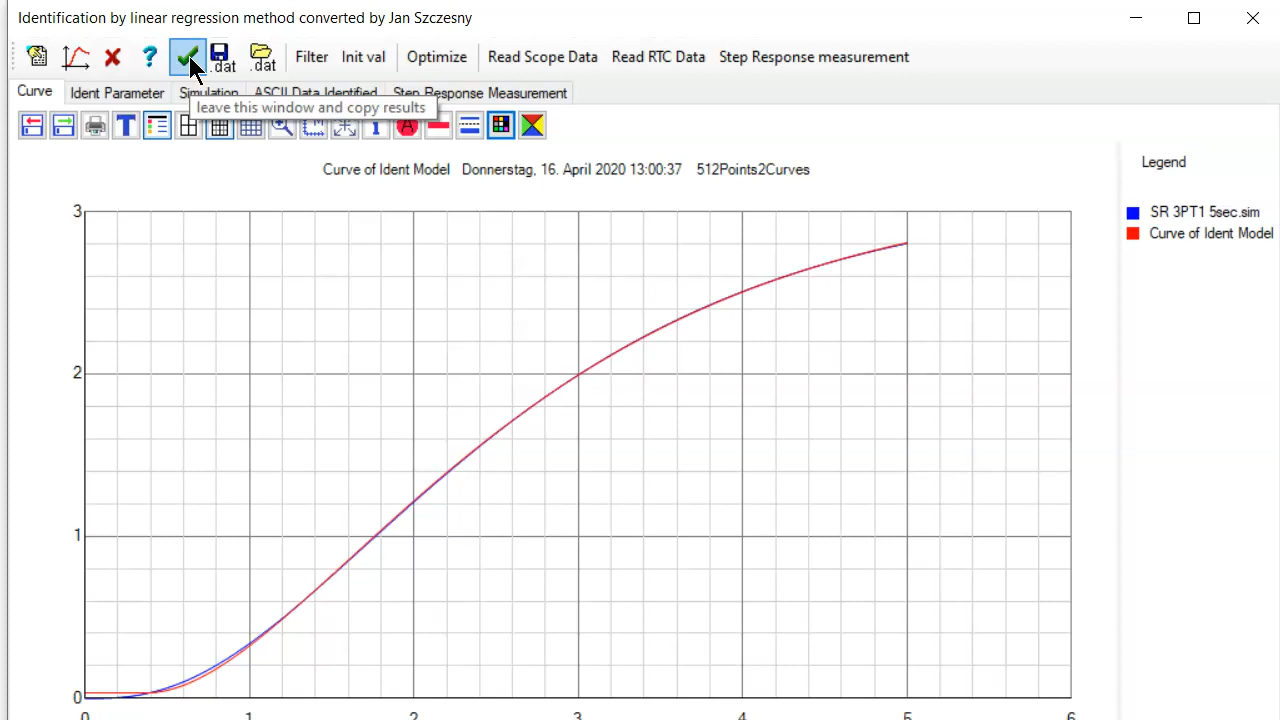 Identification by linear regression method converted by Jan Szczesny
.dat .dat Filter Init val Optimize Read Scope Data Read RTC Data Step Response measurement
Curve Ident Parameter Simulation ASCII Data Identified Step Response Measurement
leave this window and copy results
Curve of Ident Model Donnerstag, 16. April 2020 13:00:37 512Points2Curves
Legend
SR 3PT1 5sec.sim
Curve of Ident Model
3
2
1
0
0 1 2 3 4 5 6